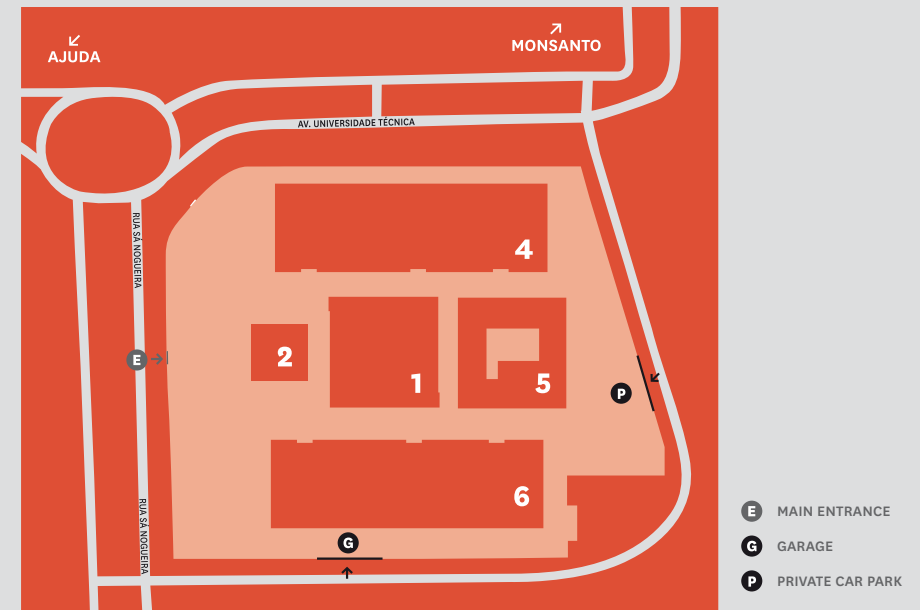 AJUDA
MONSANTO
AV. UNIVERSIDADE TÉCNICA
RUA SÁ NOGUEIRA
4
E
2
1
5
P
RUA SÁ NOGUEIRA
6
G
E MAIN ENTRANCE
G GARAGE
P PRIVATE CAR PARK